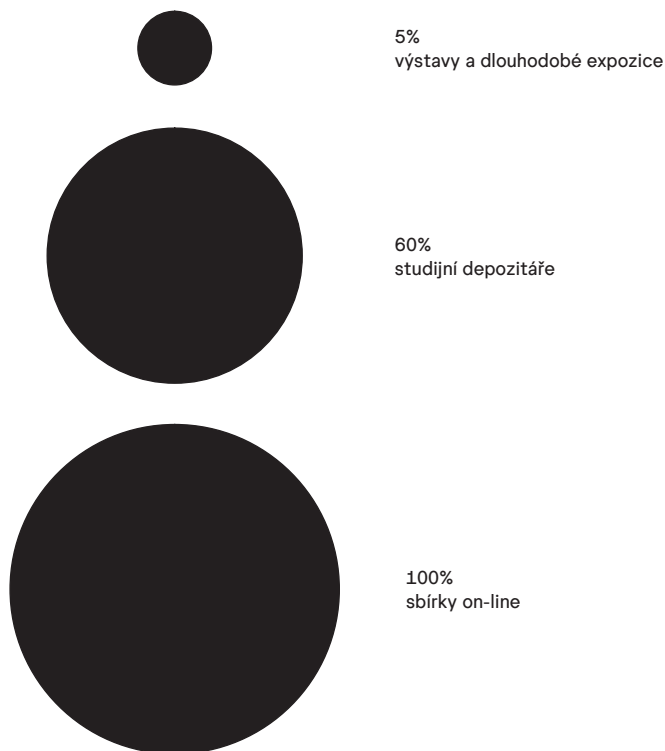 5%
výstavy a dlouhodobé expozice
60%
studijní depozitáře
100%
sbírky on-line